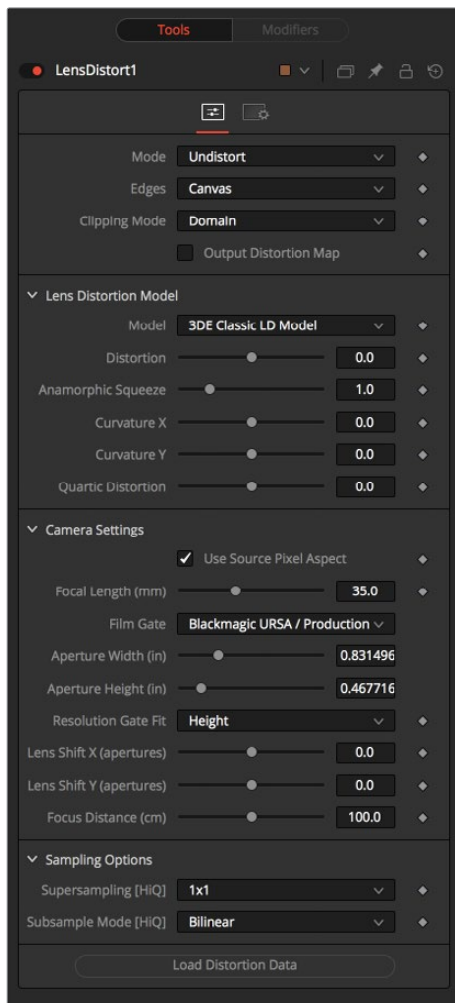 Tools Modifiers
LensDistort1
Mode Undistort
Edges Canvas
Clipping Mode Domain
Output Distortion Map
Lens Distortion Model
Model 3DE Classic LD Model
Distortion 0.0
Anamorphic Squeeze 1.0
Curvature X 0.0
Curvature Y 0.0
Quartic Distortion 0.0
Camera Settings
Use Source Pixel Aspect
Focal Length (mm) 35.0
Film Gate Blackmagic URSA / Production
Aperture Width (in) 0.831496
Aperture Height (in) 0.467716
Resolution Gate Fit Height
Lens Shift X (apertures) 0.0
Lens Shift Y (apertures) 0.0
Focus Distance (cm) 100.0
Sampling Options
Supersampling [HiQ] 1x1
Subsample Mode [HiQ] Bilinear
Load Distortion Data